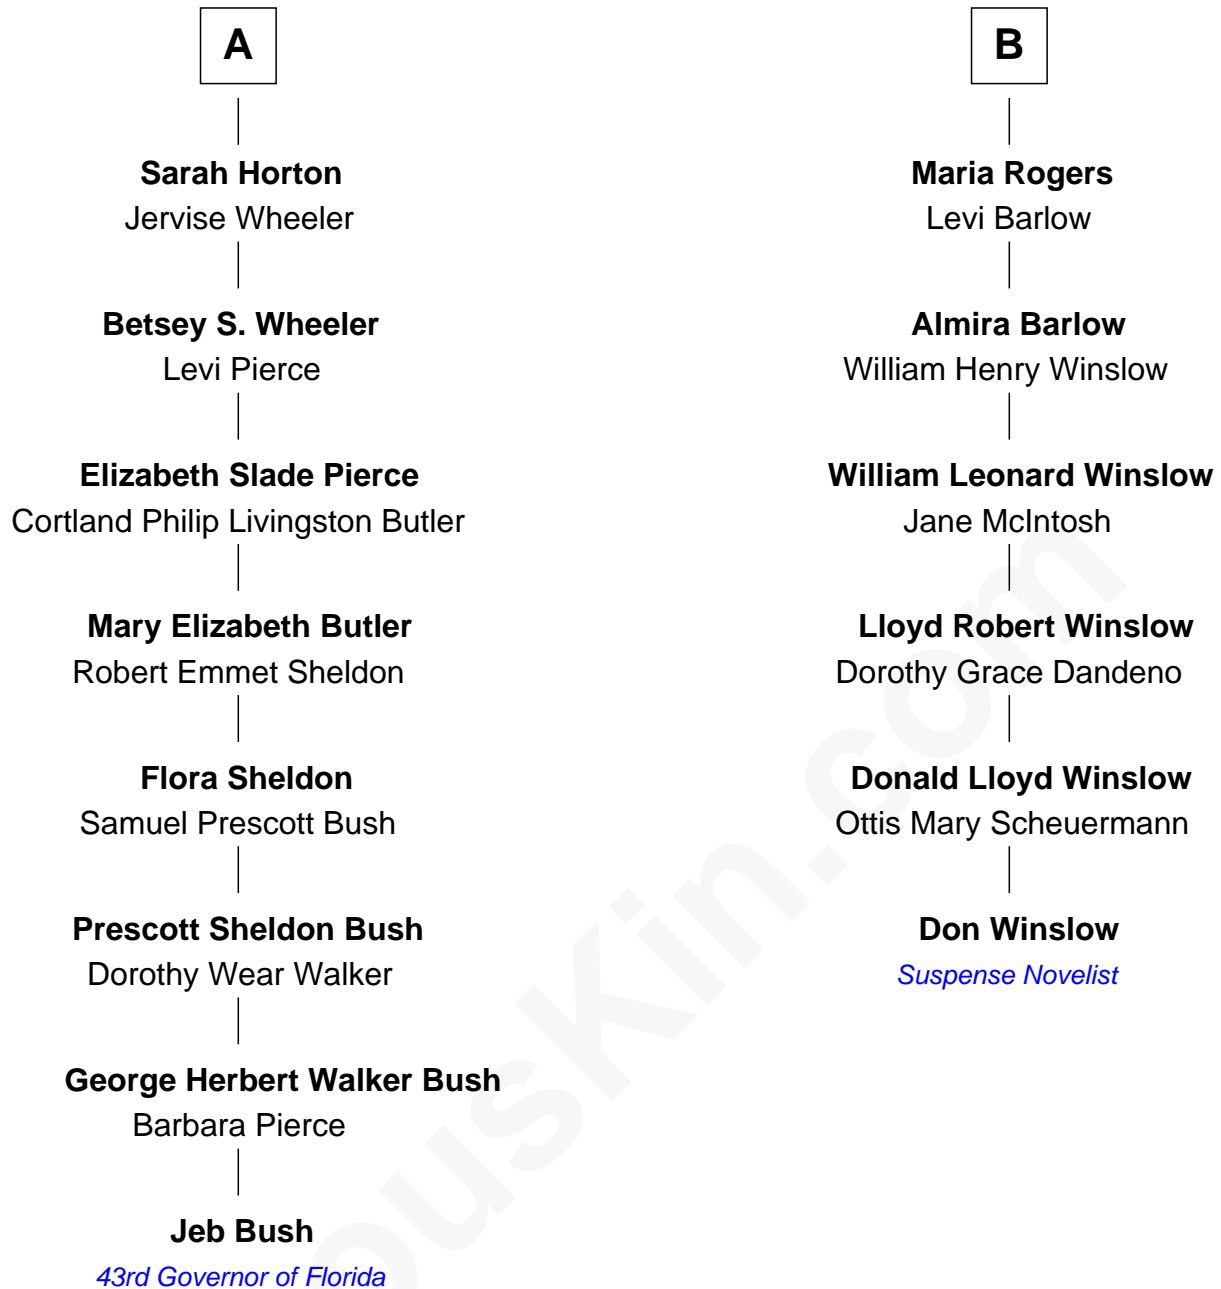 A
Sarah Horton
Jervise Wheeler
Betsey S. Wheeler
Levi Pierce
Elizabeth Slade Pierce
Cortland Philip Livingston Butler
Mary Elizabeth Butler
Robert Emmet Sheldon
Flora Sheldon
Samuel Prescott Bush
Prescott Sheldon Bush
Dorothy Wear Walker
George Herbert Walker Bush
Barbara Pierce
Jeb Bush
43rd Governor of Florida
B
Maria Rogers
Levi Barlow
Almira Barlow
William Henry Winslow
William Leonard Winslow
Jane McIntosh
Lloyd Robert Winslow
Dorothy Grace Dandeno
Donald Lloyd Winslow
Ottis Mary Scheuermann
Don Winslow
Suspense Novelist
ousKin.com